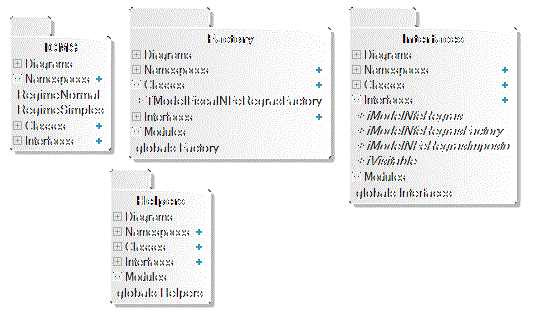 ICMS
Diagrams
Namespaces
RegimeNormal
RegimeSimples
Classes
Interfaces
Factory
Diagrams
Namespaces
Classes
TModelFiscalNFeRegrasFactory
Interfaces
Modules
globals Factory
Interfaces
Diagrams
Namespaces
Classes
Interfaces
iModelNfeRegras
iModelNFeRegrasFactory
iModelNFeRegrasImposto
iVisitable
Modules
globals Interfaces
Helpers
Diagrams
Namespaces
Classes
Interfaces
Modules
globals Helpers